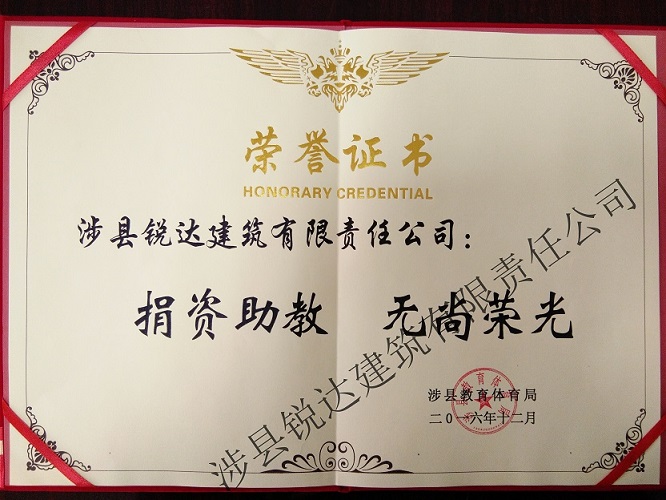 荣誉证书
HONORARY CREDENTIAL
涉县锐达建筑有限责任公司：
捐资助教 无尚荣光
涉县教育体育局
二〇一六年十二月
涉县锐达建筑有限责任公司